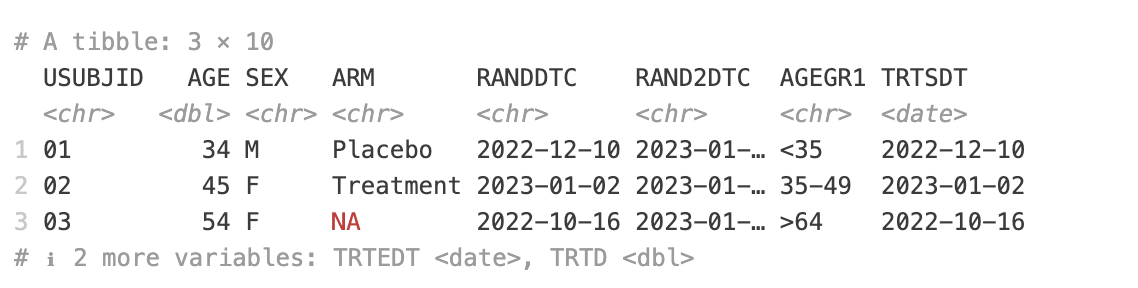 # A tibble: 3 × 10
USUBJID AGE SEX ARM RANDDTC RAND2DTC AGEGR1 TRTSDT
<chr> <dbl> <chr> <chr> <chr> <chr> <chr> <date>
1 01 34 M Placebo 2022-12-10 2023-01-… <35 2022-12-10
2 02 45 F Treatment 2023-01-02 2023-01-… 35-49 2023-01-02
3 03 54 F NA 2022-10-16 2023-01-… >64 2022-10-16
# ℹ 2 more variables: TRTEDT <date>, TRTD <dbl>